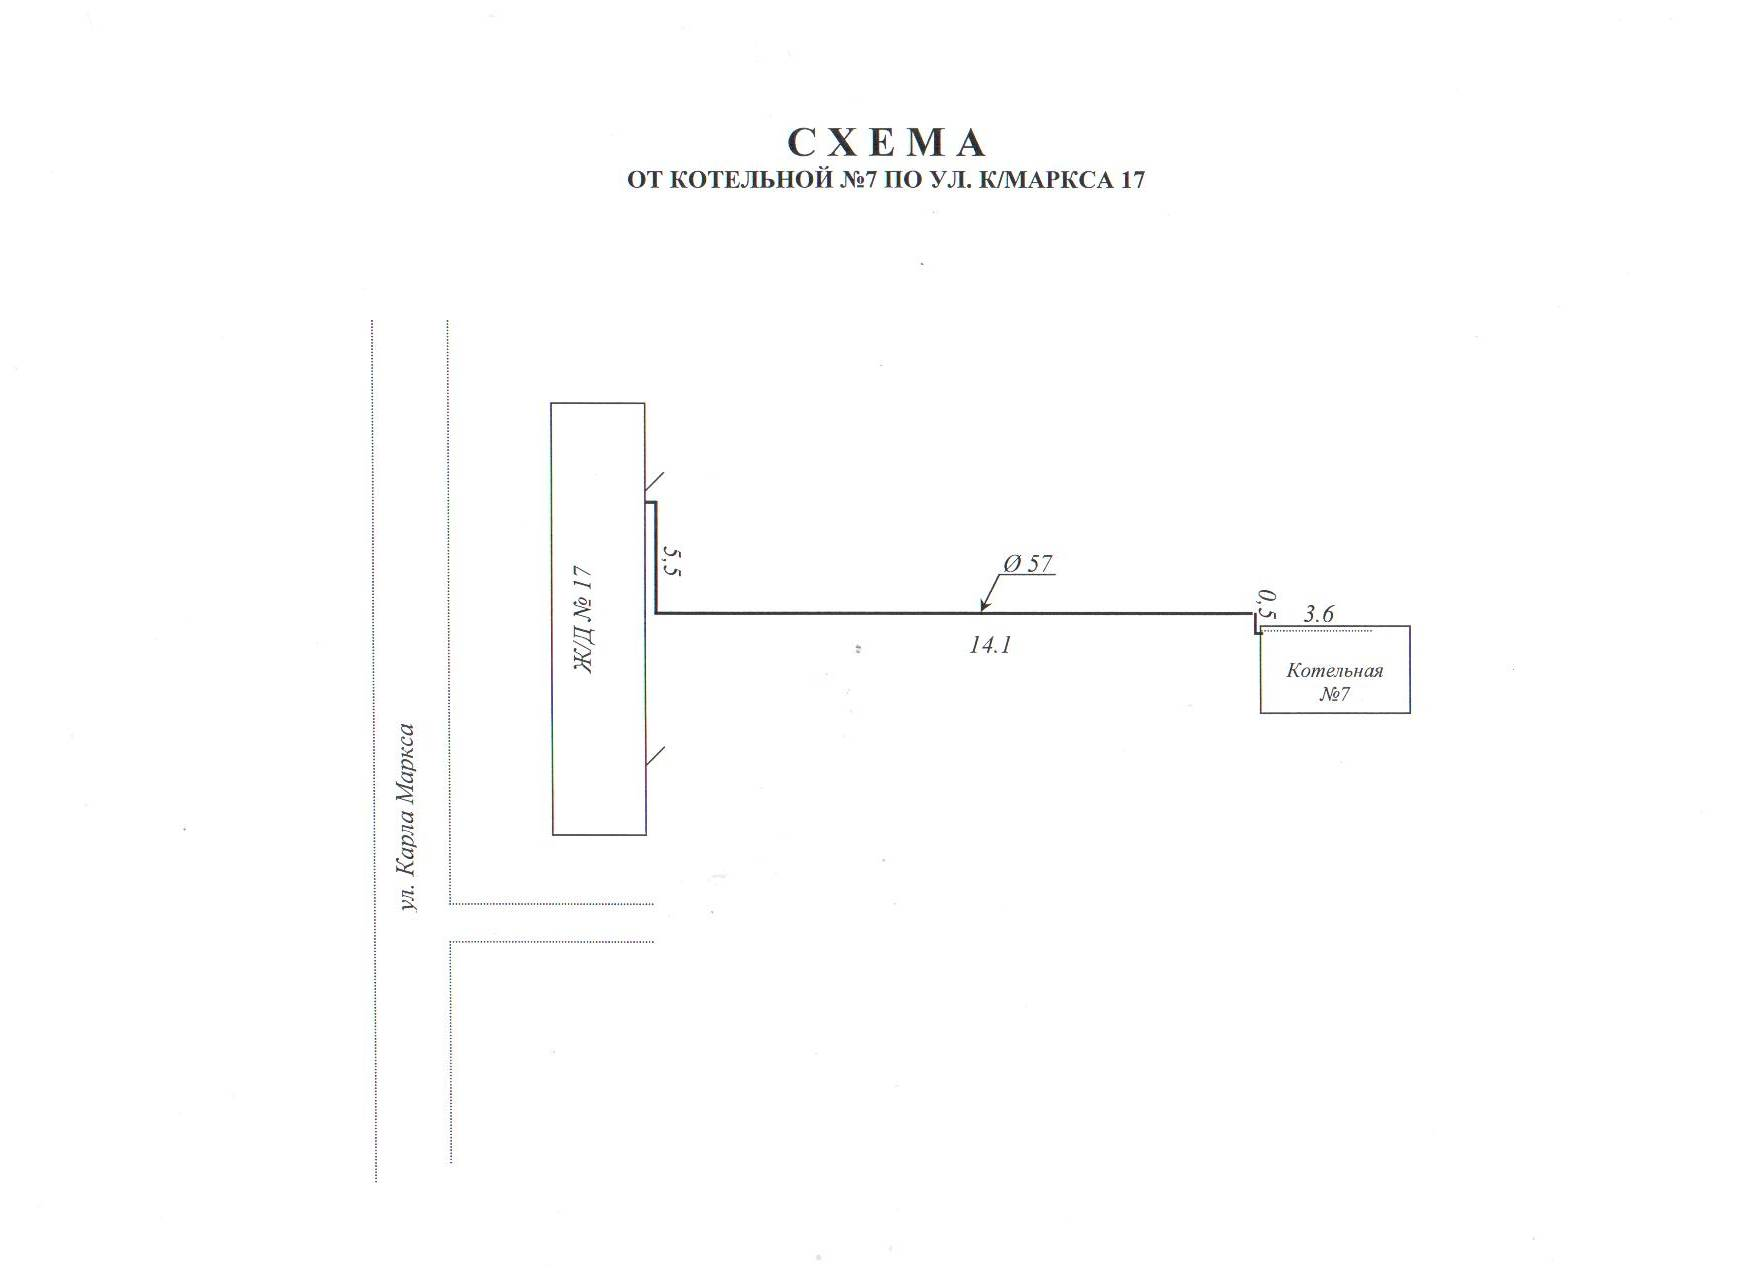 СХЕМА
ОТ КОТЕЛЬНОЙ №7 ПО УЛ. К/МАРКСА 17
Ж/Д № 17
5,5
Ø 57
14.1
0,5
3.6
Котельная
№7
ул. Карла Маркса